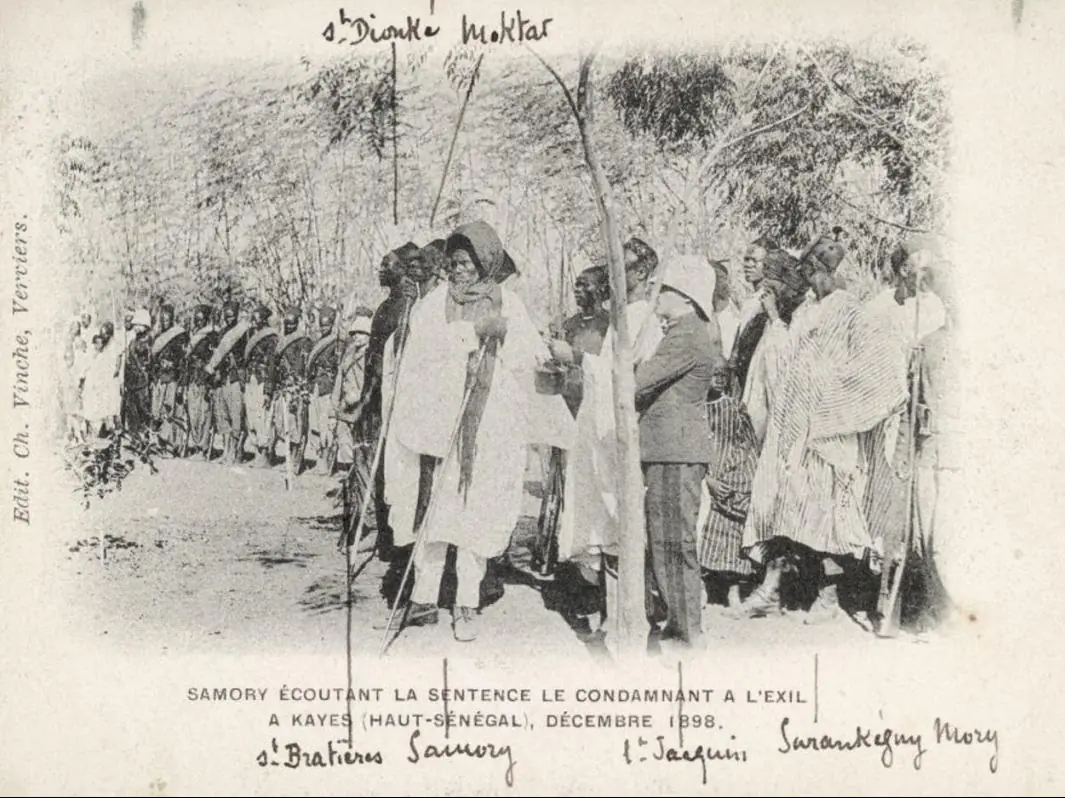 sᵗ Dionké Moktar
Edit. Ch. Vinche, Verviers.
SAMORY ÉCOUTANT LA SENTENCE LE CONDAMNANT A L'EXIL
A KAYES (HAUT-SÉNÉGAL), DÉCEMBRE 1898.
sᵗ Bratières Samory lᵗ Jacquin Sarankégny Mory